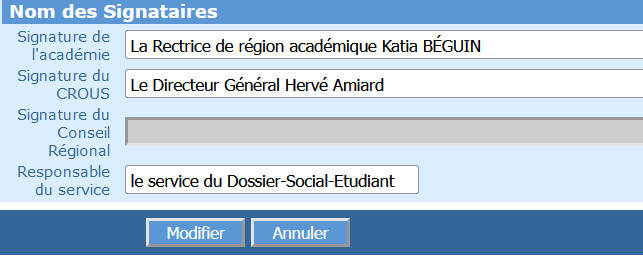 Nom des Signataires
Signature de l'académie
La Rectrice de région académique Katia BÉGUIN
Signature du CROUS
Le Directeur Général Hervé Amiard
Signature du Conseil Régional
Responsable du service
le service du Dossier-Social-Etudiant
Modifier
Annuler